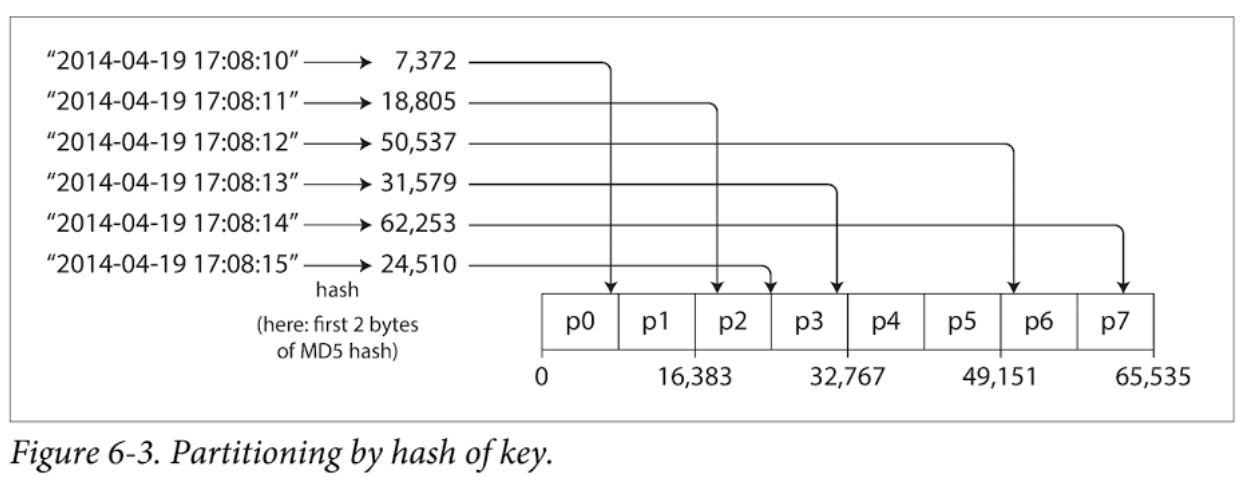 “2014-04-19 17:08:10” 7,372
“2014-04-19 17:08:11” 18,805
“2014-04-19 17:08:12” 50,537
“2014-04-19 17:08:13” 31,579
“2014-04-19 17:08:14” 62,253
“2014-04-19 17:08:15” 24,510
hash
(here: first 2 bytes
of MD5 hash)
p0 p1 p2 p3 p4 p5 p6 p7
0 16,383 32,767 49,151 65,535
Figure 6-3. Partitioning by hash of key.